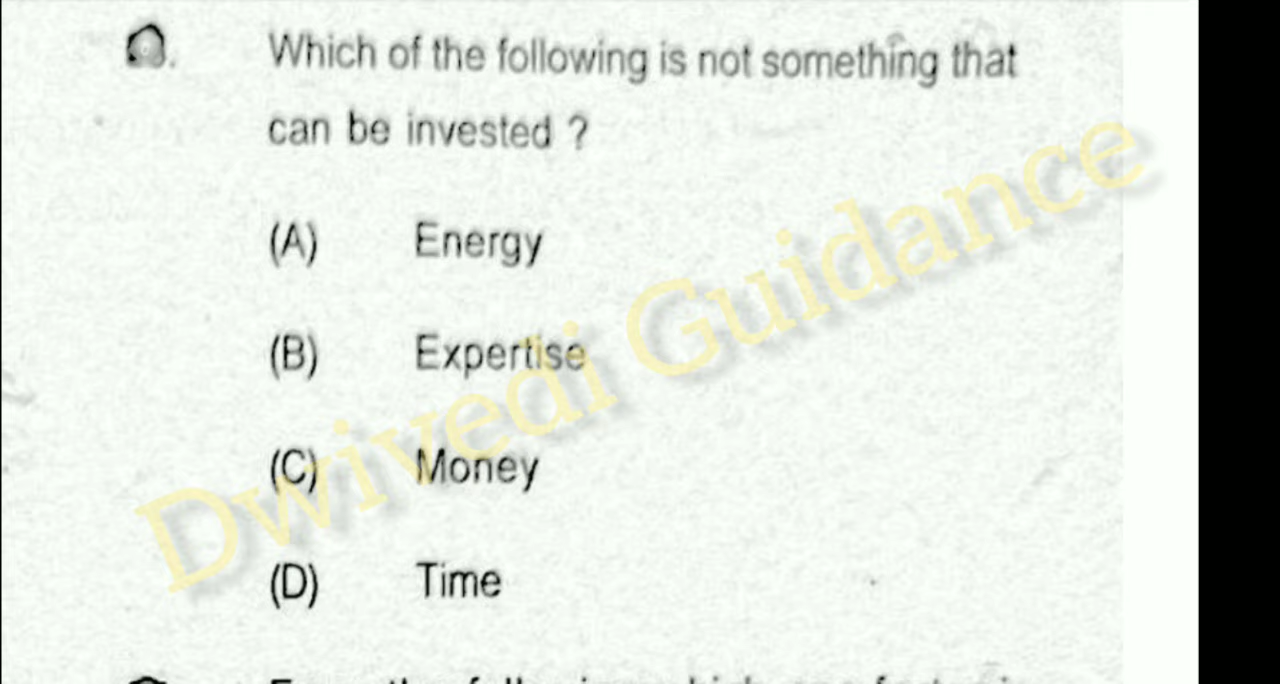 Which of the following is not something that
can be invested ?
(A) Energy
(B) Expertise
(C) Money
(D) Time
Dwivedi Guidance